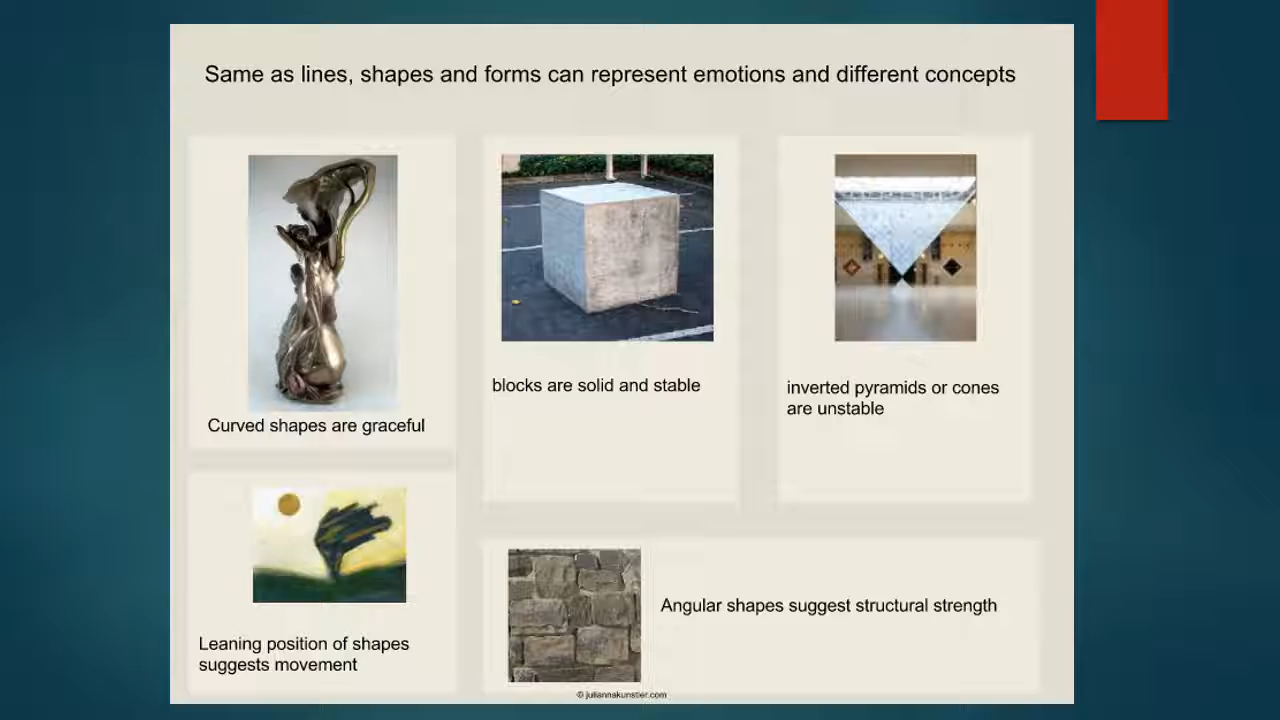 Same as lines, shapes and forms can represent emotions and different concepts
Curved shapes are graceful
blocks are solid and stable
inverted pyramids or cones
are unstable
Leaning position of shapes
suggests movement
Angular shapes suggest structural strength
© juliannakunstler.com